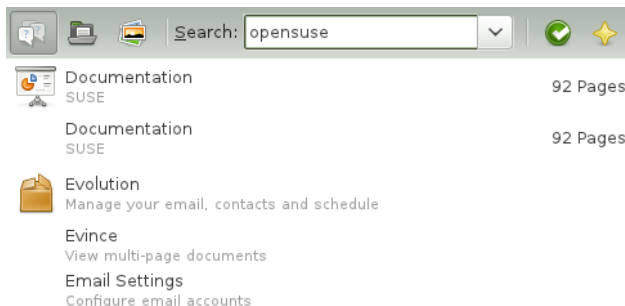 Search: opensuse
Documentation 92 Pages
SUSE
Documentation 92 Pages
SUSE
Evolution
Manage your email, contacts and schedule
Evince
View multi-page documents
Email Settings
Configure email accounts